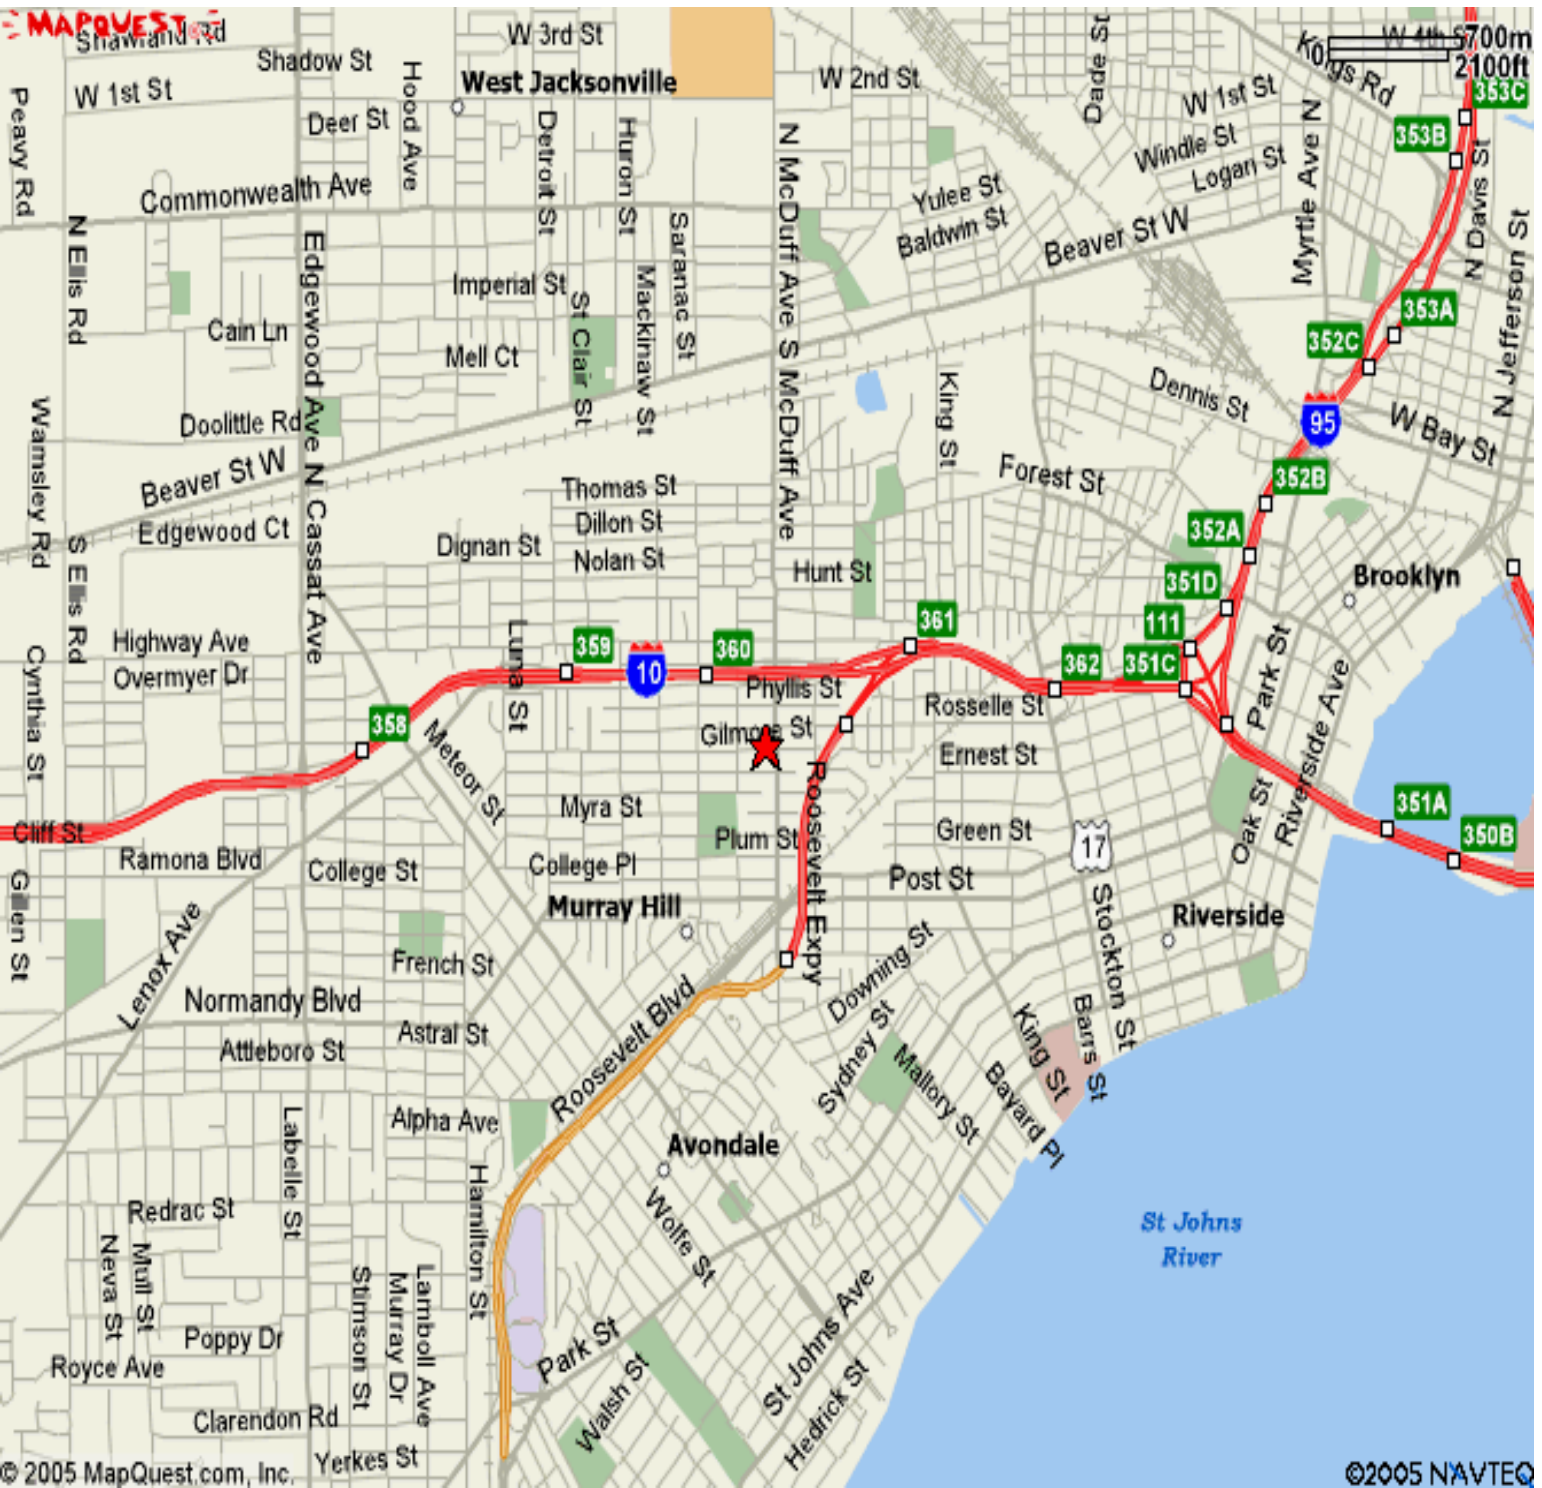 MAPQUEST
Shawland Rd
W 3rd St
W 4th St
700m
0
2100ft
Shadow St
West Jacksonville
W 2nd St
Kings Rd
W 1st St
Hood Ave
Dape St
W 1st St
353C
Peavy Rd
Deer St
Detroit St
Huron St
N McDuff Ave
Windle St
Myrtle Ave N
353B
N Davis St
Logan St
Commonwealth Ave
Yulee St
Baldwin St
Beaver St W
N Ellis Rd
Edgewood Ave N
Saranac St
N Jefferson St
Imperial St
Mackinaw St
St Clair St
353A
Cain Ln
Mell Ct
S McDuff Ave
352C
Wamsley Rd
King St
Dennis St
Doolittle Rd
95
W Bay St
Beaver St W
Cassat Ave
Thomas St
Forest St
352B
Edgewood Ct
Dillon St
352A
S Ellis Rd
Dignan St
Nolan St
Hunt St
351D
Brooklyn
Highway Ave
Luna St
359
10
360
361
111
Park St
Cynthia St
Overmyer Dr
Phyllis St
362
351C
Riverside Ave
358
Meteor St
Gilmore St
Rosselle St
Ernest St
Roosevelt Expy
Cliff St
Myra St
351A
Ramona Blvd
Plum St
Green St
17
Oak St
350B
Gillen St
College St
College Pl
Post St
Stockton St
Lenox Ave
Murray Hill
Riverside
French St
Downing St
Normandy Blvd
Astral St
Roosevelt Blvd
Sydney St
King St
Barrs St
Attleboro St
Mallory St
Bayard Pl
Labelle St
Alpha Ave
Avondale
Hamilton St
Redrac St
Wolfe St
St Johns
River
Neva St
Mull St
Stimson St
Murray Dr
Lamboll Ave
St Johns Ave
Poppy Dr
Park St
Royce Ave
Walsh St
Hedrick St
Clarendon Rd
Yerkes St
© 2005 MapQuest.com, Inc.
©2005 NAVTEQ